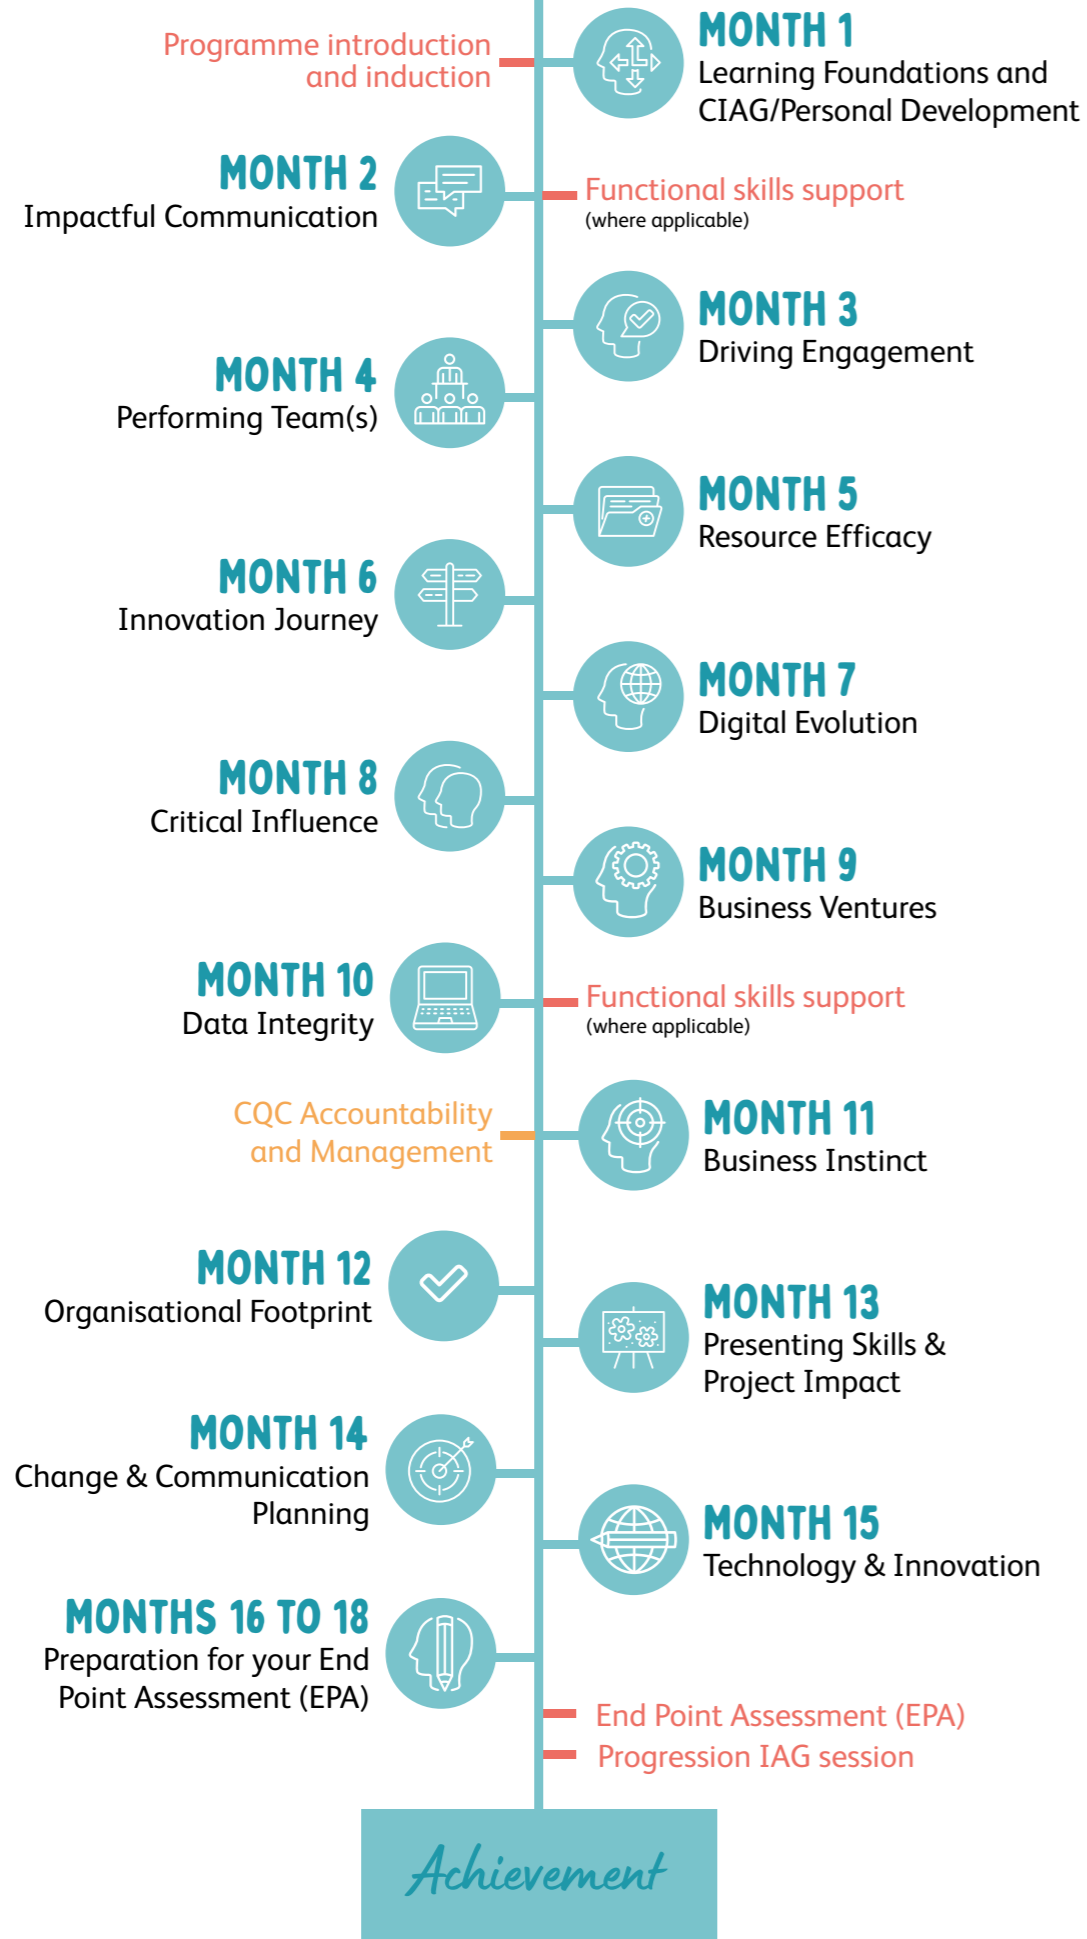 Programme introduction
and induction
MONTH 1
Learning Foundations and
CIAG/Personal Development
MONTH 2
Impactful Communication
Functional skills support
(where applicable)
MONTH 3
Driving Engagement
MONTH 4
Performing Team(s)
MONTH 5
Resource Efficacy
MONTH 6
Innovation Journey
MONTH 7
Digital Evolution
MONTH 8
Critical Influence
MONTH 9
Business Ventures
MONTH 10
Data Integrity
Functional skills support
(where applicable)
CQC Accountability
and Management
MONTH 11
Business Instinct
MONTH 12
Organisational Footprint
MONTH 13
Presenting Skills &
Project Impact
MONTH 14
Change & Communication
Planning
MONTH 15
Technology & Innovation
MONTHS 16 TO 18
Preparation for your End
Point Assessment (EPA)
End Point Assessment (EPA)
Progression IAG session
Achievement